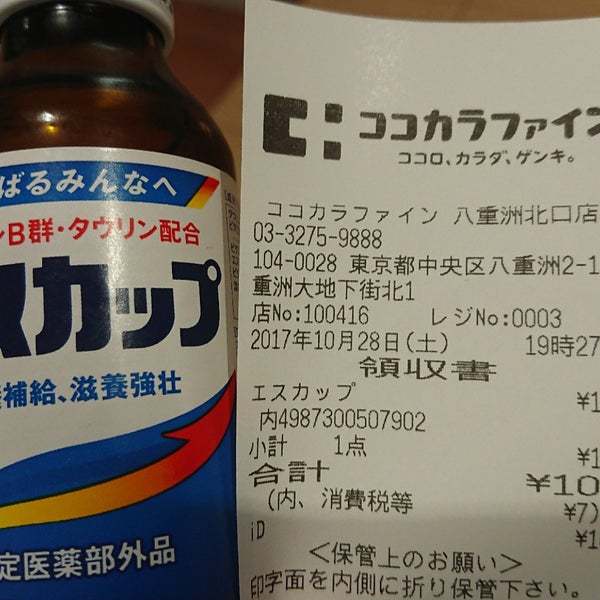 ばるみんなへ
ンB群・タウリン配合
スカップ
補給、滋養強壮
定医薬部外品
ココカラファイン
ココロ、カラダ、ゲンキ。
ココカラファイン 八重洲北口店
03-3275-9888
104-0028 東京都中央区八重洲2-1
重洲大地下街北1
店No:100416 レジNo:0003
2017年10月28日(土) 19時27
領収書
エスカップ ¥1
内4987300507902
小計 1点 ¥1
合計 ¥10
(内、消費税等 ¥7)
iD ¥1
<保管上のお願い>
印字面を内側に折り保管下さい。